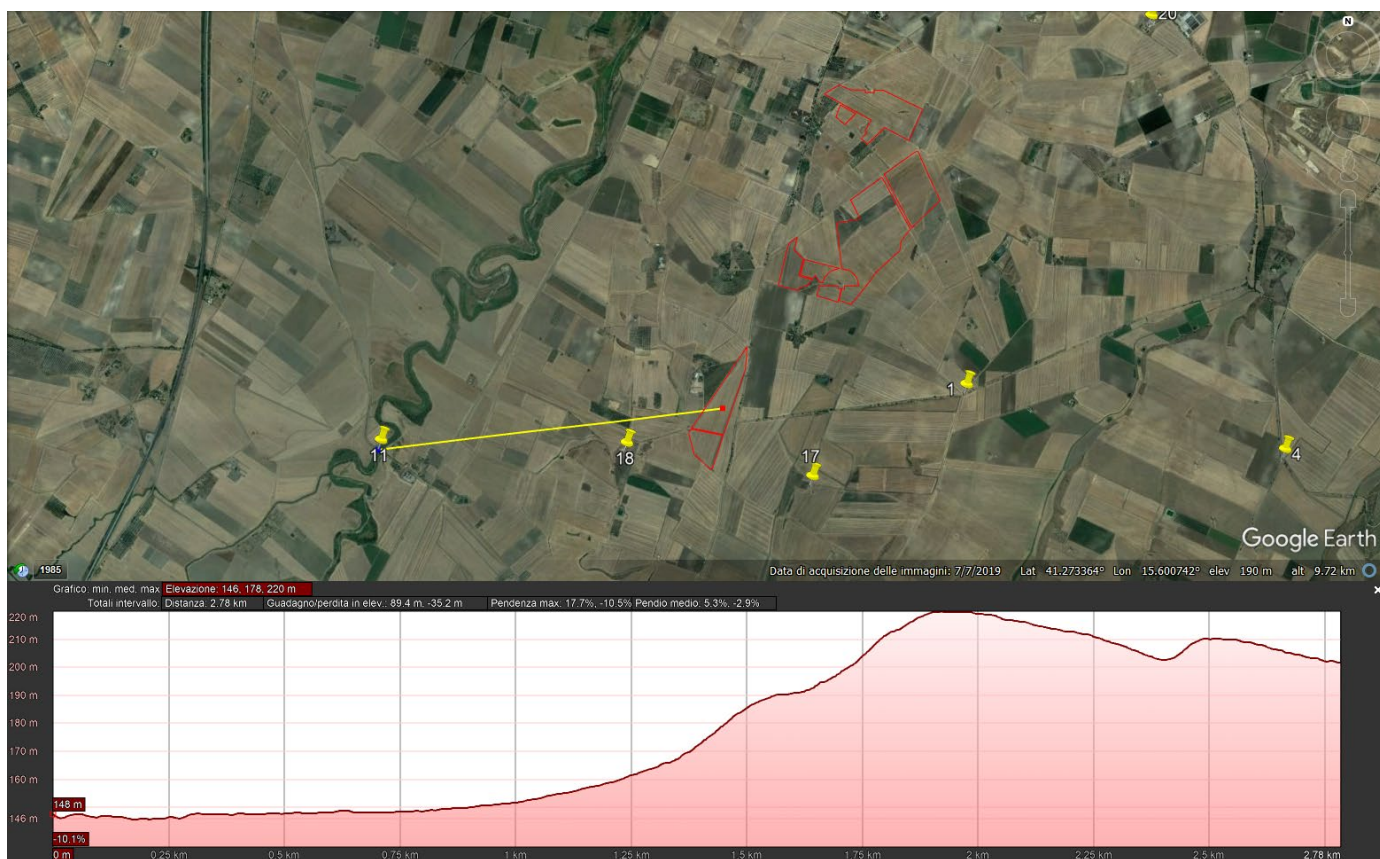 20
N
1
11
18
17
4
Google Earth
1985
Data di acquisizione delle immagini: 7/7/2019 Lat 41.273364° Lon 15.600742° elev 190 m alt 9.72 km
Grafico: min. med. max Elevazione: 146, 178, 220 m
Totali intervallo: Distanza: 2.78 km Guadagno/perdita in elev.: 89.4 m, -35.2 m Pendenza max: 17.7%, -10.5% Pendio medio: 5.3%, -2.9%
220 m
210 m
200 m
190 m
180 m
170 m
160 m
148 m
146 m
-10.1%
0 m 0.25 km 0.5 km 0.75 km 1 km 1.25 km 1.5 km 1.75 km 2 km 2.25 km 2.5 km 2.78 km